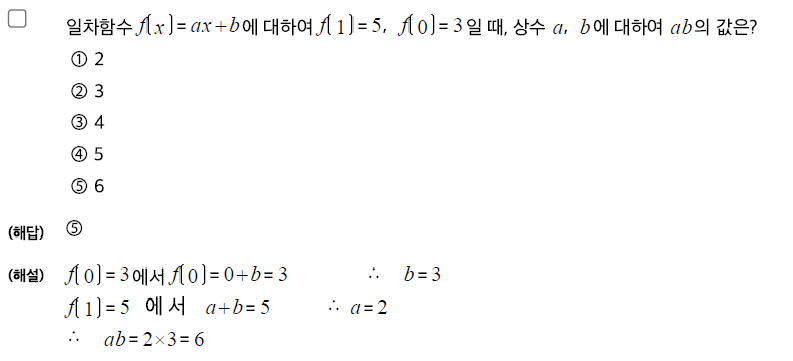 일차함수 f(x)=ax+b에 대하여 f(1)=5, f(0)=3일 때, 상수 a, b에 대하여 ab의 값은?
① 2
② 3
③ 4
④ 5
⑤ 6
(해답) ⑤
(해설) f(0)=3에서 f(0)=0+b=3 ∴ b=3
f(1)=5 에서 a+b=5 ∴ a=2
∴ ab=2×3=6